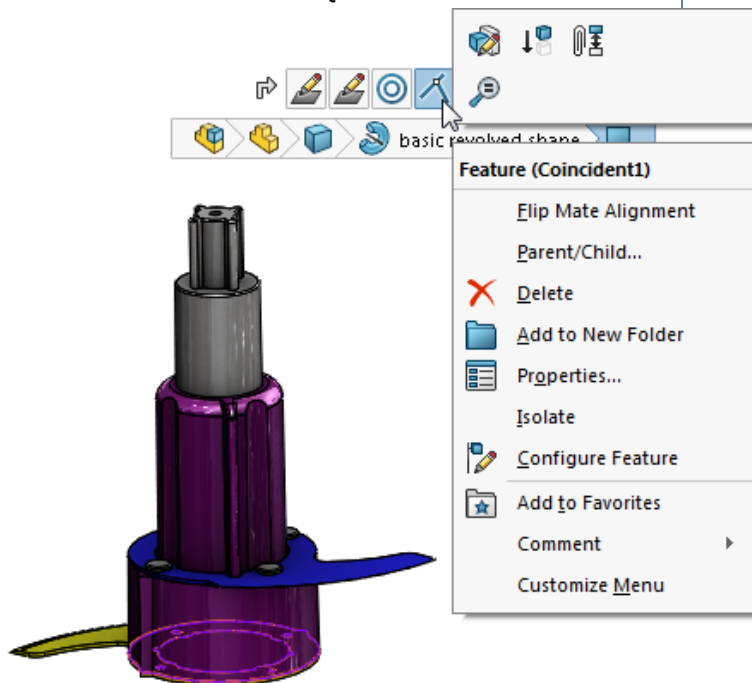 basic revolved shape
Feature (Coincident1)
Flip Mate Alignment
Parent/Child...
Delete
Add to New Folder
Properties...
Isolate
Configure Feature
Add to Favorites
Comment
Customize Menu